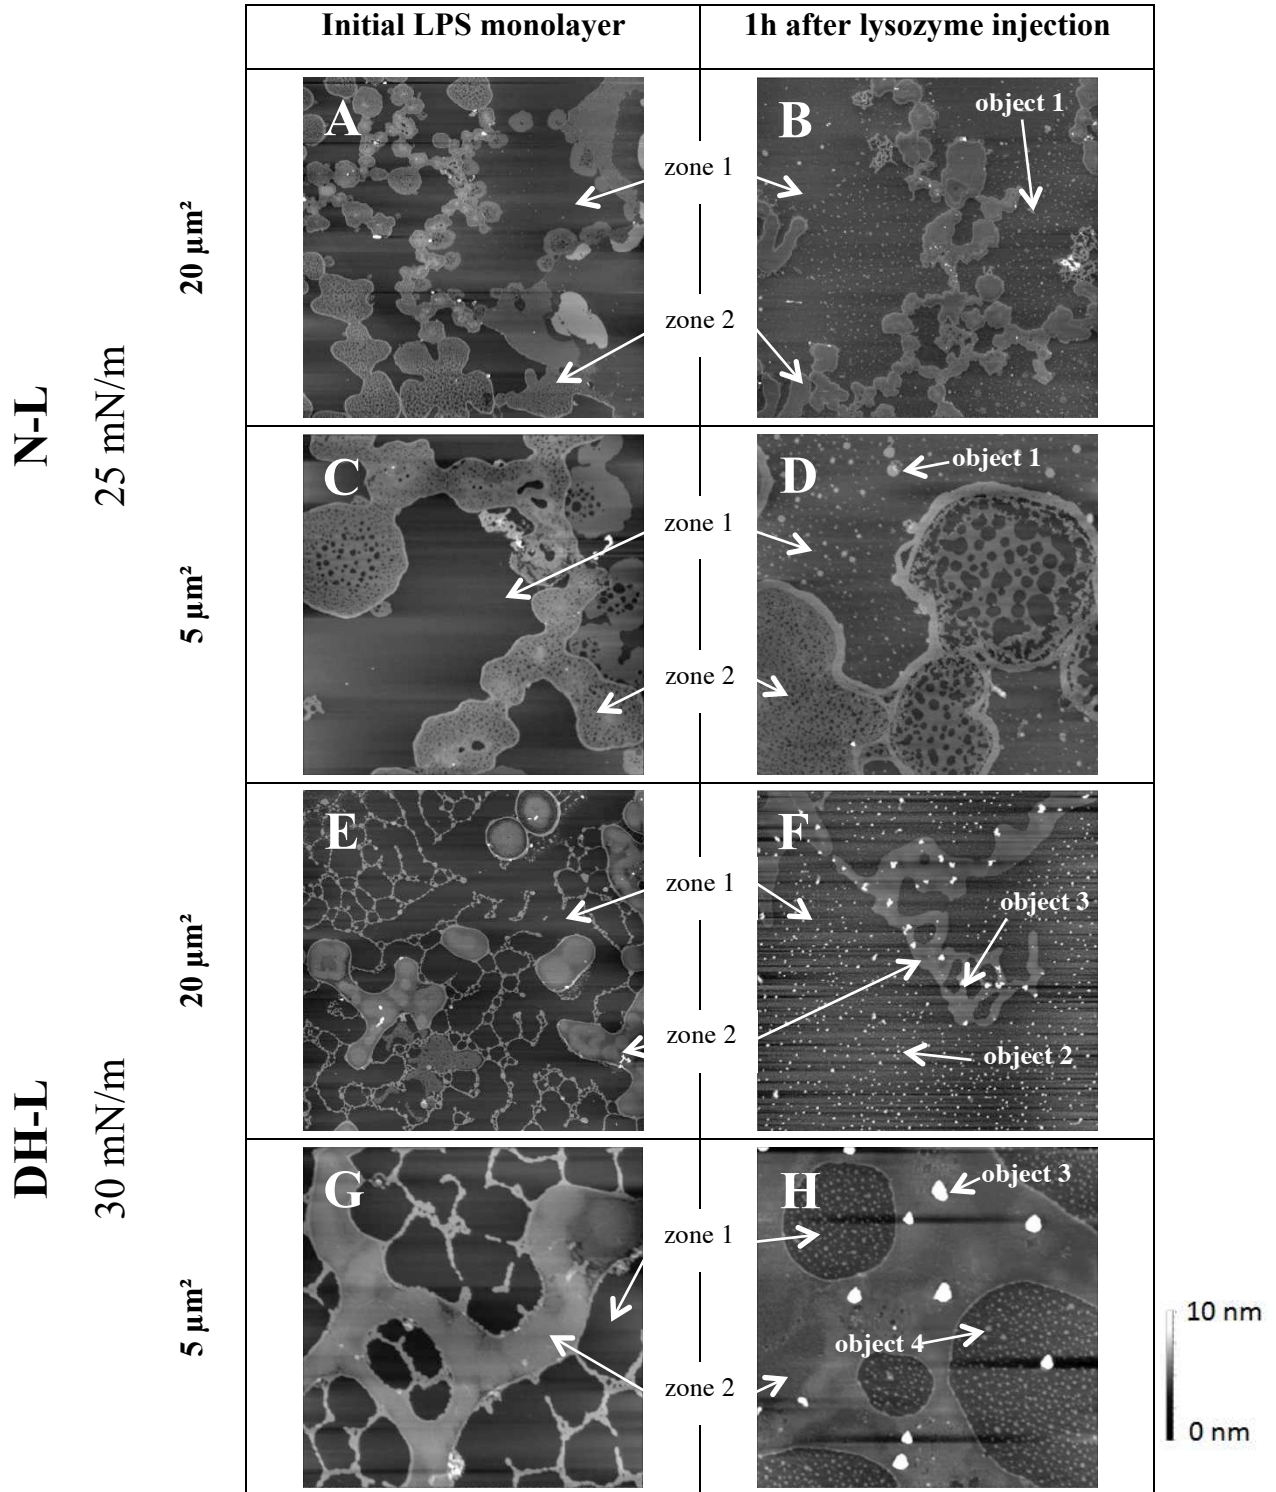 Initial LPS monolayer
1h after lysozyme injection
N-L
25 mN/m
20 µm²
A
zone 1
zone 2
B
object 1
5 µm²
C
zone 1
zone 2
D
object 1
DH-L
30 mN/m
20 µm²
E
zone 1
zone 2
F
object 3
object 2
5 µm²
G
zone 1
zone 2
H
object 3
object 4
10 nm
0 nm